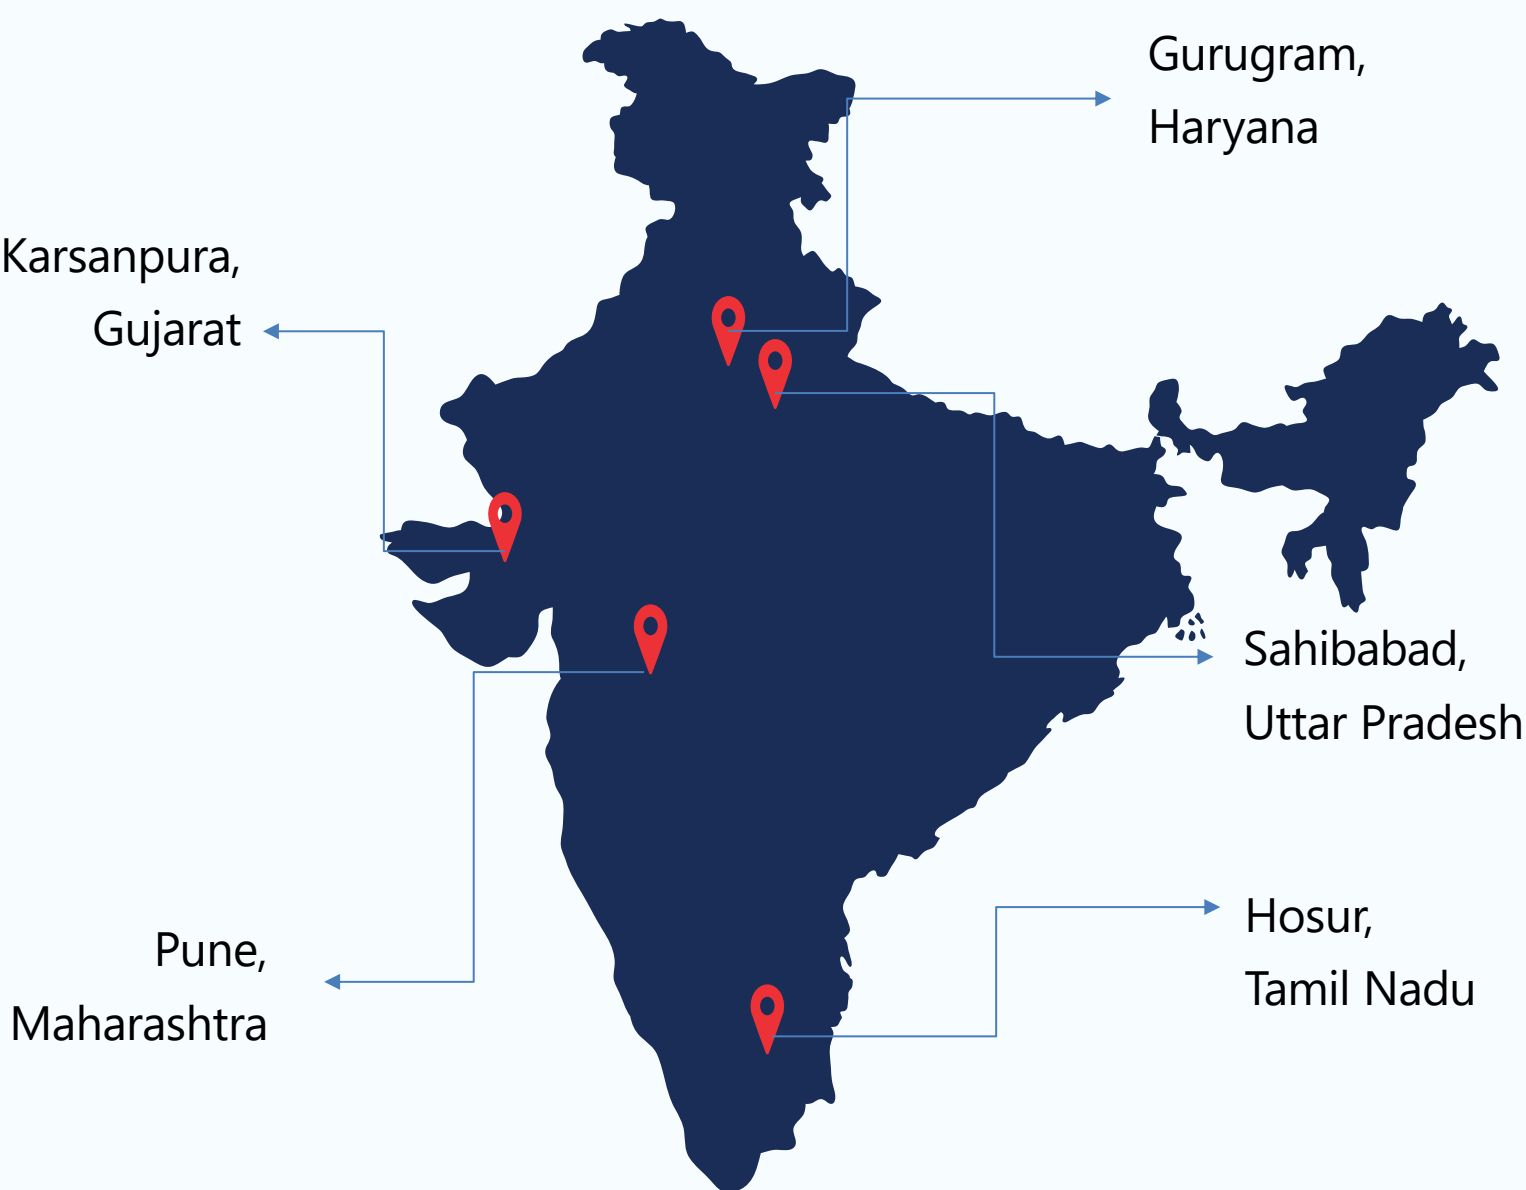 Gurugram,
Haryana
Karsanpura,
Gujarat
Sahibabad,
Uttar Pradesh
Hosur,
Tamil Nadu
Pune,
Maharashtra